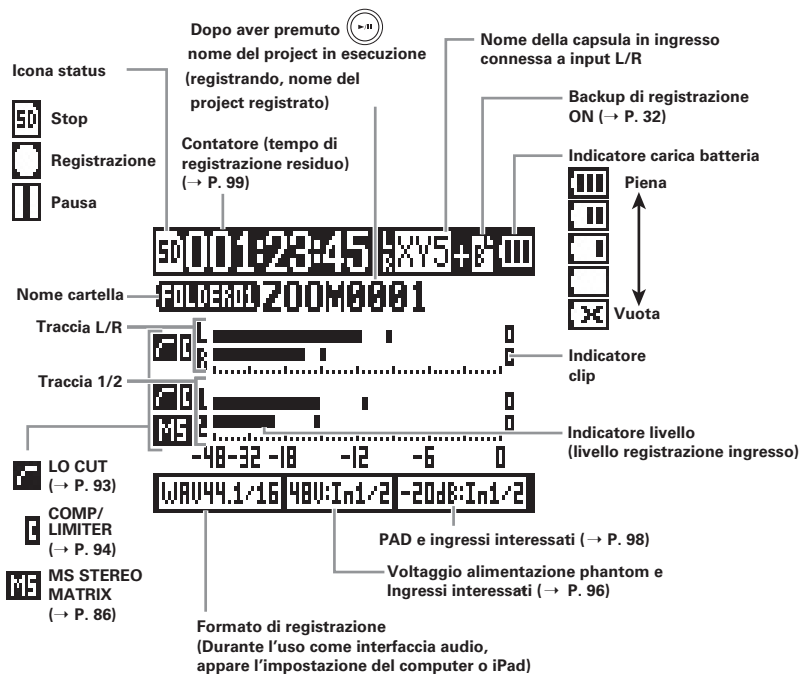 Dopo aver premuto
nome del project in esecuzione
(registrando, nome del
project registrato)
Nome della capsula in ingresso
connessa a input L/R
Icona status
SD Stop
Registrazione
Pausa
Contatore (tempo di
registrazione residuo)
(→ P. 99)
Backup di registrazione
ON (→ P. 32)
Indicatore carica batteria
Piena
Vuota
SD 001:23:45 LR XY5+B
Nome cartella
FOLDER01 ZOOM0001
Traccia L/R
L
R
Indicatore
clip
Traccia 1/2
1
MS 2
Indicatore livello
(livello registrazione ingresso)
-48 -32 -18 -12 -6 0
LO CUT
(→ P. 93)
COMP/
LIMITER
(→ P. 94)
MS MS STEREO
MATRIX
(→ P. 86)
WAV44.1/16 48V:In1/2 -20dB:In1/2
PAD e ingressi interessati (→ P. 98)
Voltaggio alimentazione phantom e
Ingressi interessati (→ P. 96)
Formato di registrazione
(Durante l'uso come interfaccia audio,
appare l'impostazione del computer o iPad)